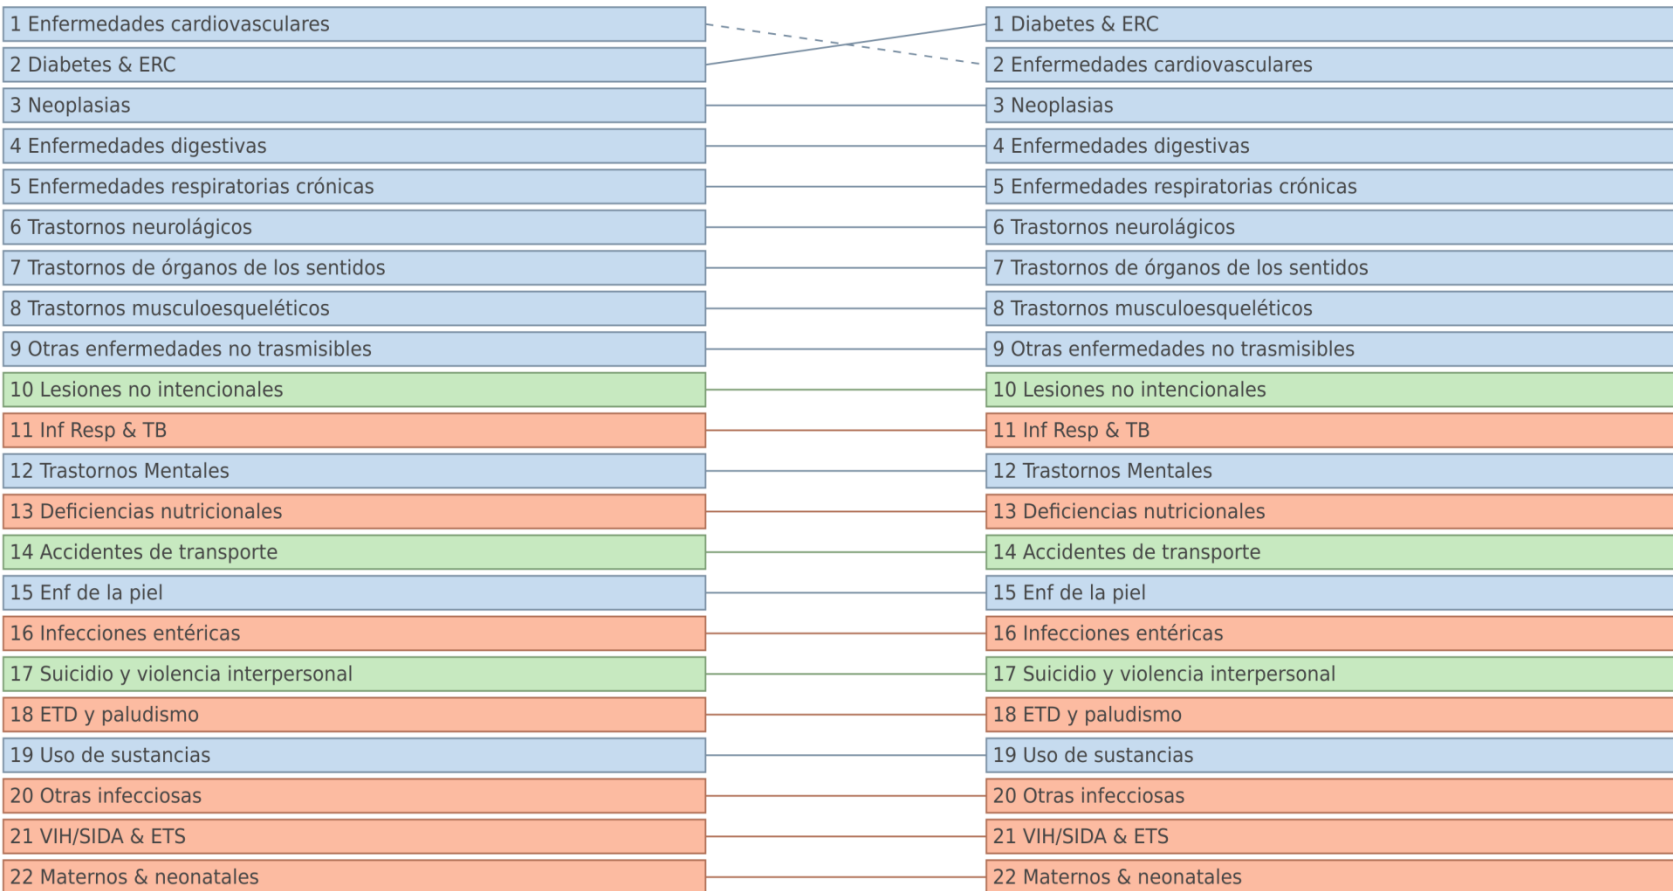 1 Enfermedades cardiovasculares
2 Diabetes & ERC
3 Neoplasias
4 Enfermedades digestivas
5 Enfermedades respiratorias crónicas
6 Trastornos neurolágicos
7 Trastornos de órganos de los sentidos
8 Trastornos musculoesqueléticos
9 Otras enfermedades no trasmisibles
10 Lesiones no intencionales
11 Inf Resp & TB
12 Trastornos Mentales
13 Deficiencias nutricionales
14 Accidentes de transporte
15 Enf de la piel
16 Infecciones entéricas
17 Suicidio y violencia interpersonal
18 ETD y paludismo
19 Uso de sustancias
20 Otras infecciosas
21 VIH/SIDA & ETS
22 Maternos & neonatales
1 Diabetes & ERC
2 Enfermedades cardiovasculares
3 Neoplasias
4 Enfermedades digestivas
5 Enfermedades respiratorias crónicas
6 Trastornos neurolágicos
7 Trastornos de órganos de los sentidos
8 Trastornos musculoesqueléticos
9 Otras enfermedades no trasmisibles
10 Lesiones no intencionales
11 Inf Resp & TB
12 Trastornos Mentales
13 Deficiencias nutricionales
14 Accidentes de transporte
15 Enf de la piel
16 Infecciones entéricas
17 Suicidio y violencia interpersonal
18 ETD y paludismo
19 Uso de sustancias
20 Otras infecciosas
21 VIH/SIDA & ETS
22 Maternos & neonatales